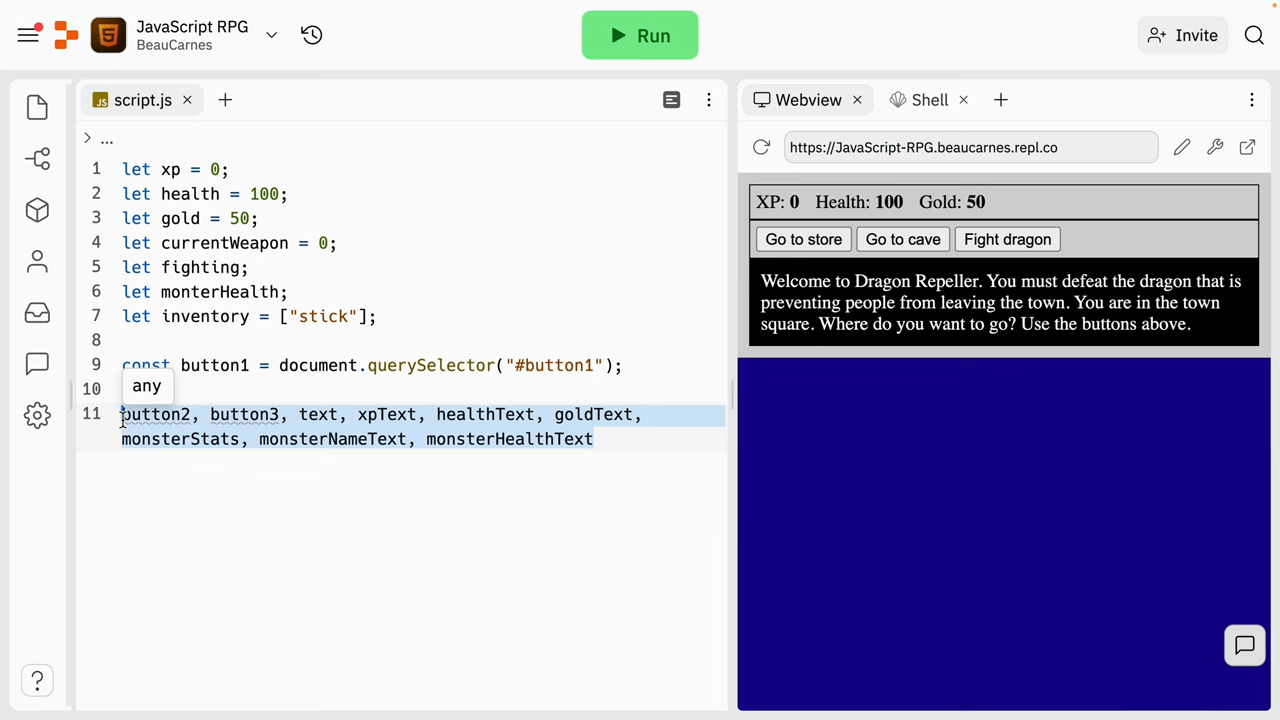 JavaScript RPG
BeauCarnes
Run
Invite
JS script.js
Webview
Shell
...
https://JavaScript-RPG.beaucarnes.repl.co
1 let xp = 0;
2 let health = 100;
3 let gold = 50;
4 let currentWeapon = 0;
5 let fighting;
6 let monterHealth;
7 let inventory = ["stick"];
8
9 const button1 = document.querySelector("#button1");
any
10
11 button2, button3, text, xpText, healthText, goldText,
monsterStats, monsterNameText, monsterHealthText
XP: 0 Health: 100 Gold: 50
Go to store Go to cave Fight dragon
Welcome to Dragon Repeller. You must defeat the dragon that is
preventing people from leaving the town. You are in the town
square. Where do you want to go? Use the buttons above.
?